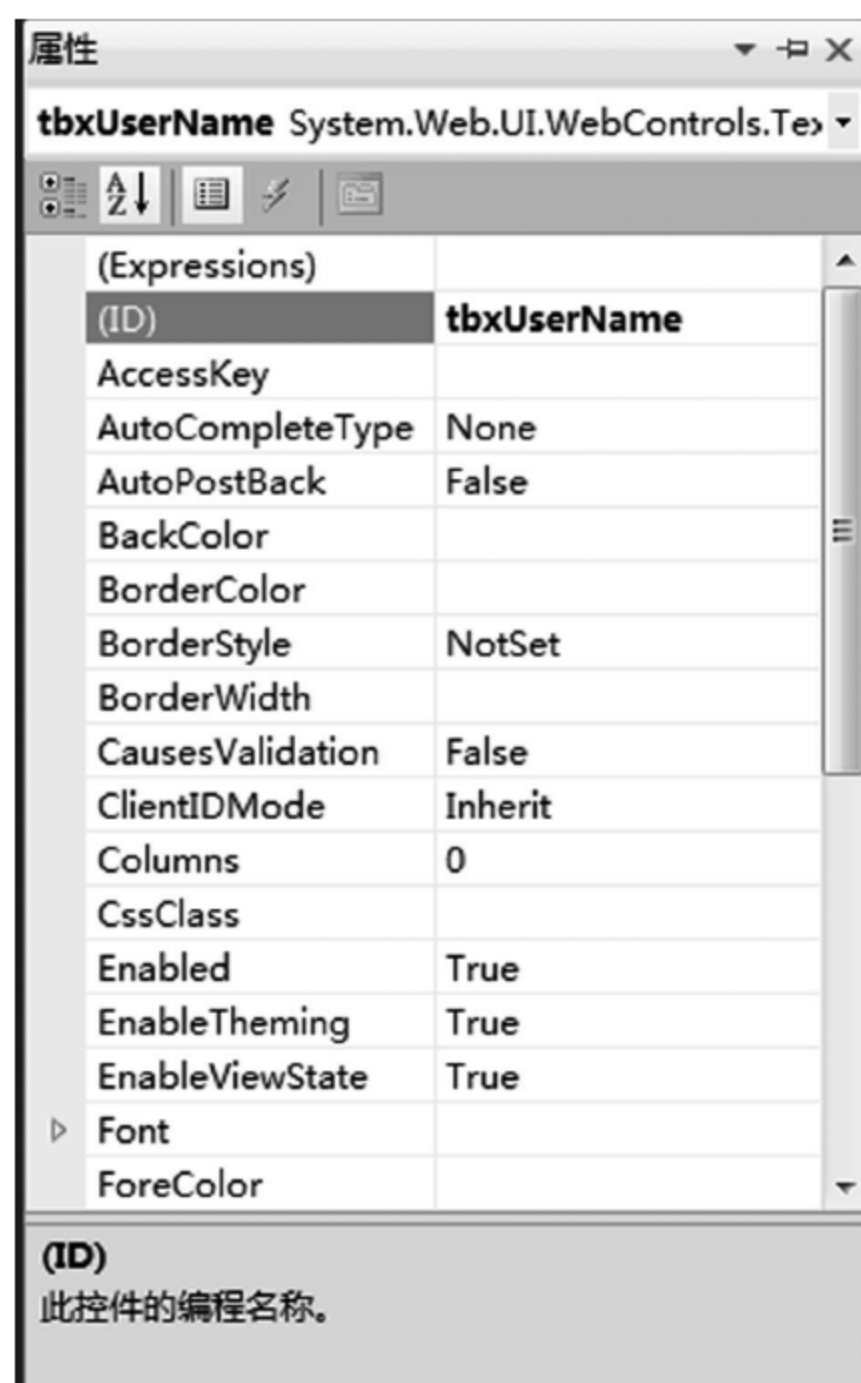 属性
tbxUserName System.Web.UI.WebControls.Tex
(Expressions)
(ID) tbxUserName
AccessKey
AutoCompleteType None
AutoPostBack False
BackColor
BorderColor
BorderStyle NotSet
BorderWidth
CausesValidation False
ClientIDMode Inherit
Columns 0
CssClass
Enabled True
EnableTheming True
EnableViewState True
Font
ForeColor
(ID)
此控件的编程名称。